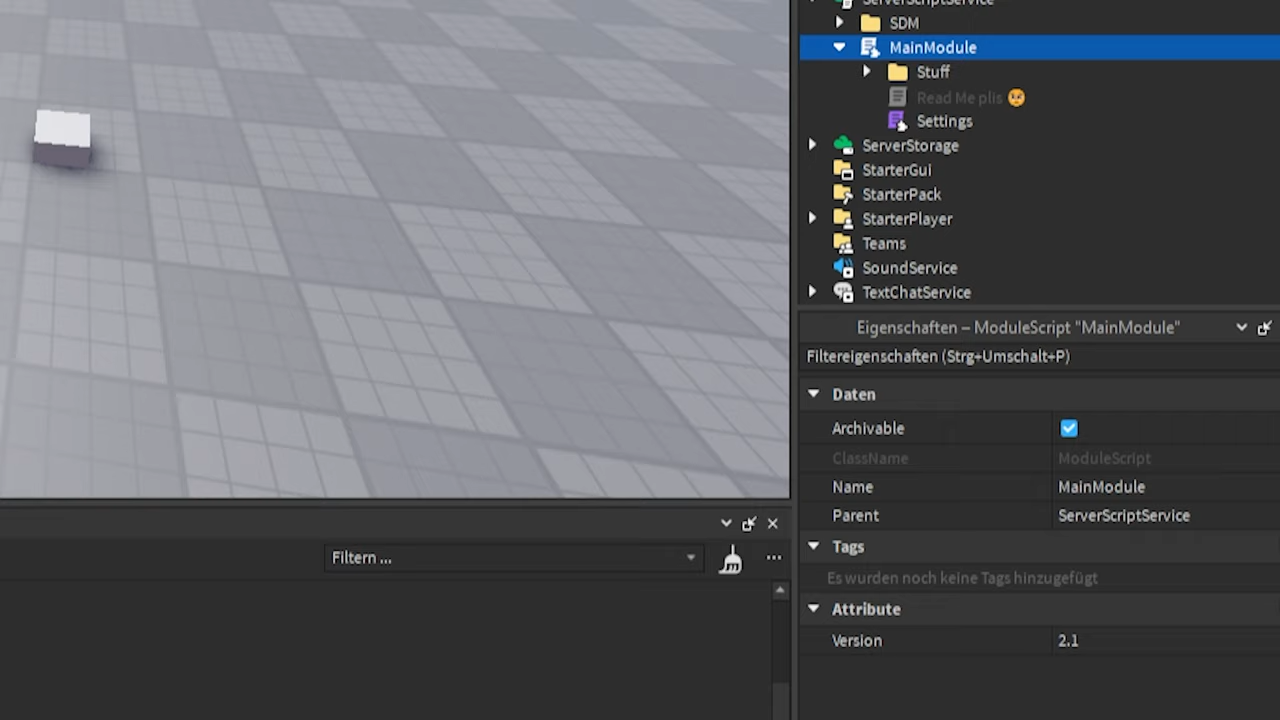 ServerScriptService
SDM
MainModule
Stuff
Read Me plis 🥺
Settings
ServerStorage
StarterGui
StarterPack
StarterPlayer
Teams
SoundService
TextChatService
Eigenschaften – ModuleScript "MainModule"
Filtereigenschaften (Strg+Umschalt+P)
Daten
Archivable
ClassName ModuleScript
Name MainModule
Parent ServerScriptService
Tags
Es wurden noch keine Tags hinzugefügt
Attribute
Version 2.1
Filtern ...